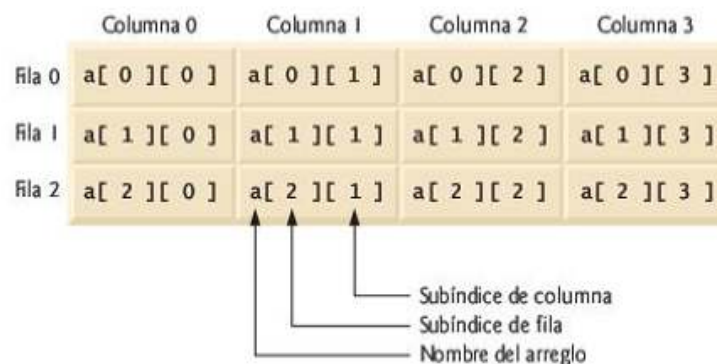 Columna 0 Columna 1 Columna 2 Columna 3
Fila 0 a[ 0 ][ 0 ] a[ 0 ][ 1 ] a[ 0 ][ 2 ] a[ 0 ][ 3 ]
Fila 1 a[ 1 ][ 0 ] a[ 1 ][ 1 ] a[ 1 ][ 2 ] a[ 1 ][ 3 ]
Fila 2 a[ 2 ][ 0 ] a[ 2 ][ 1 ] a[ 2 ][ 2 ] a[ 2 ][ 3 ]
Subíndice de columna
Subíndice de fila
Nombre del arreglo